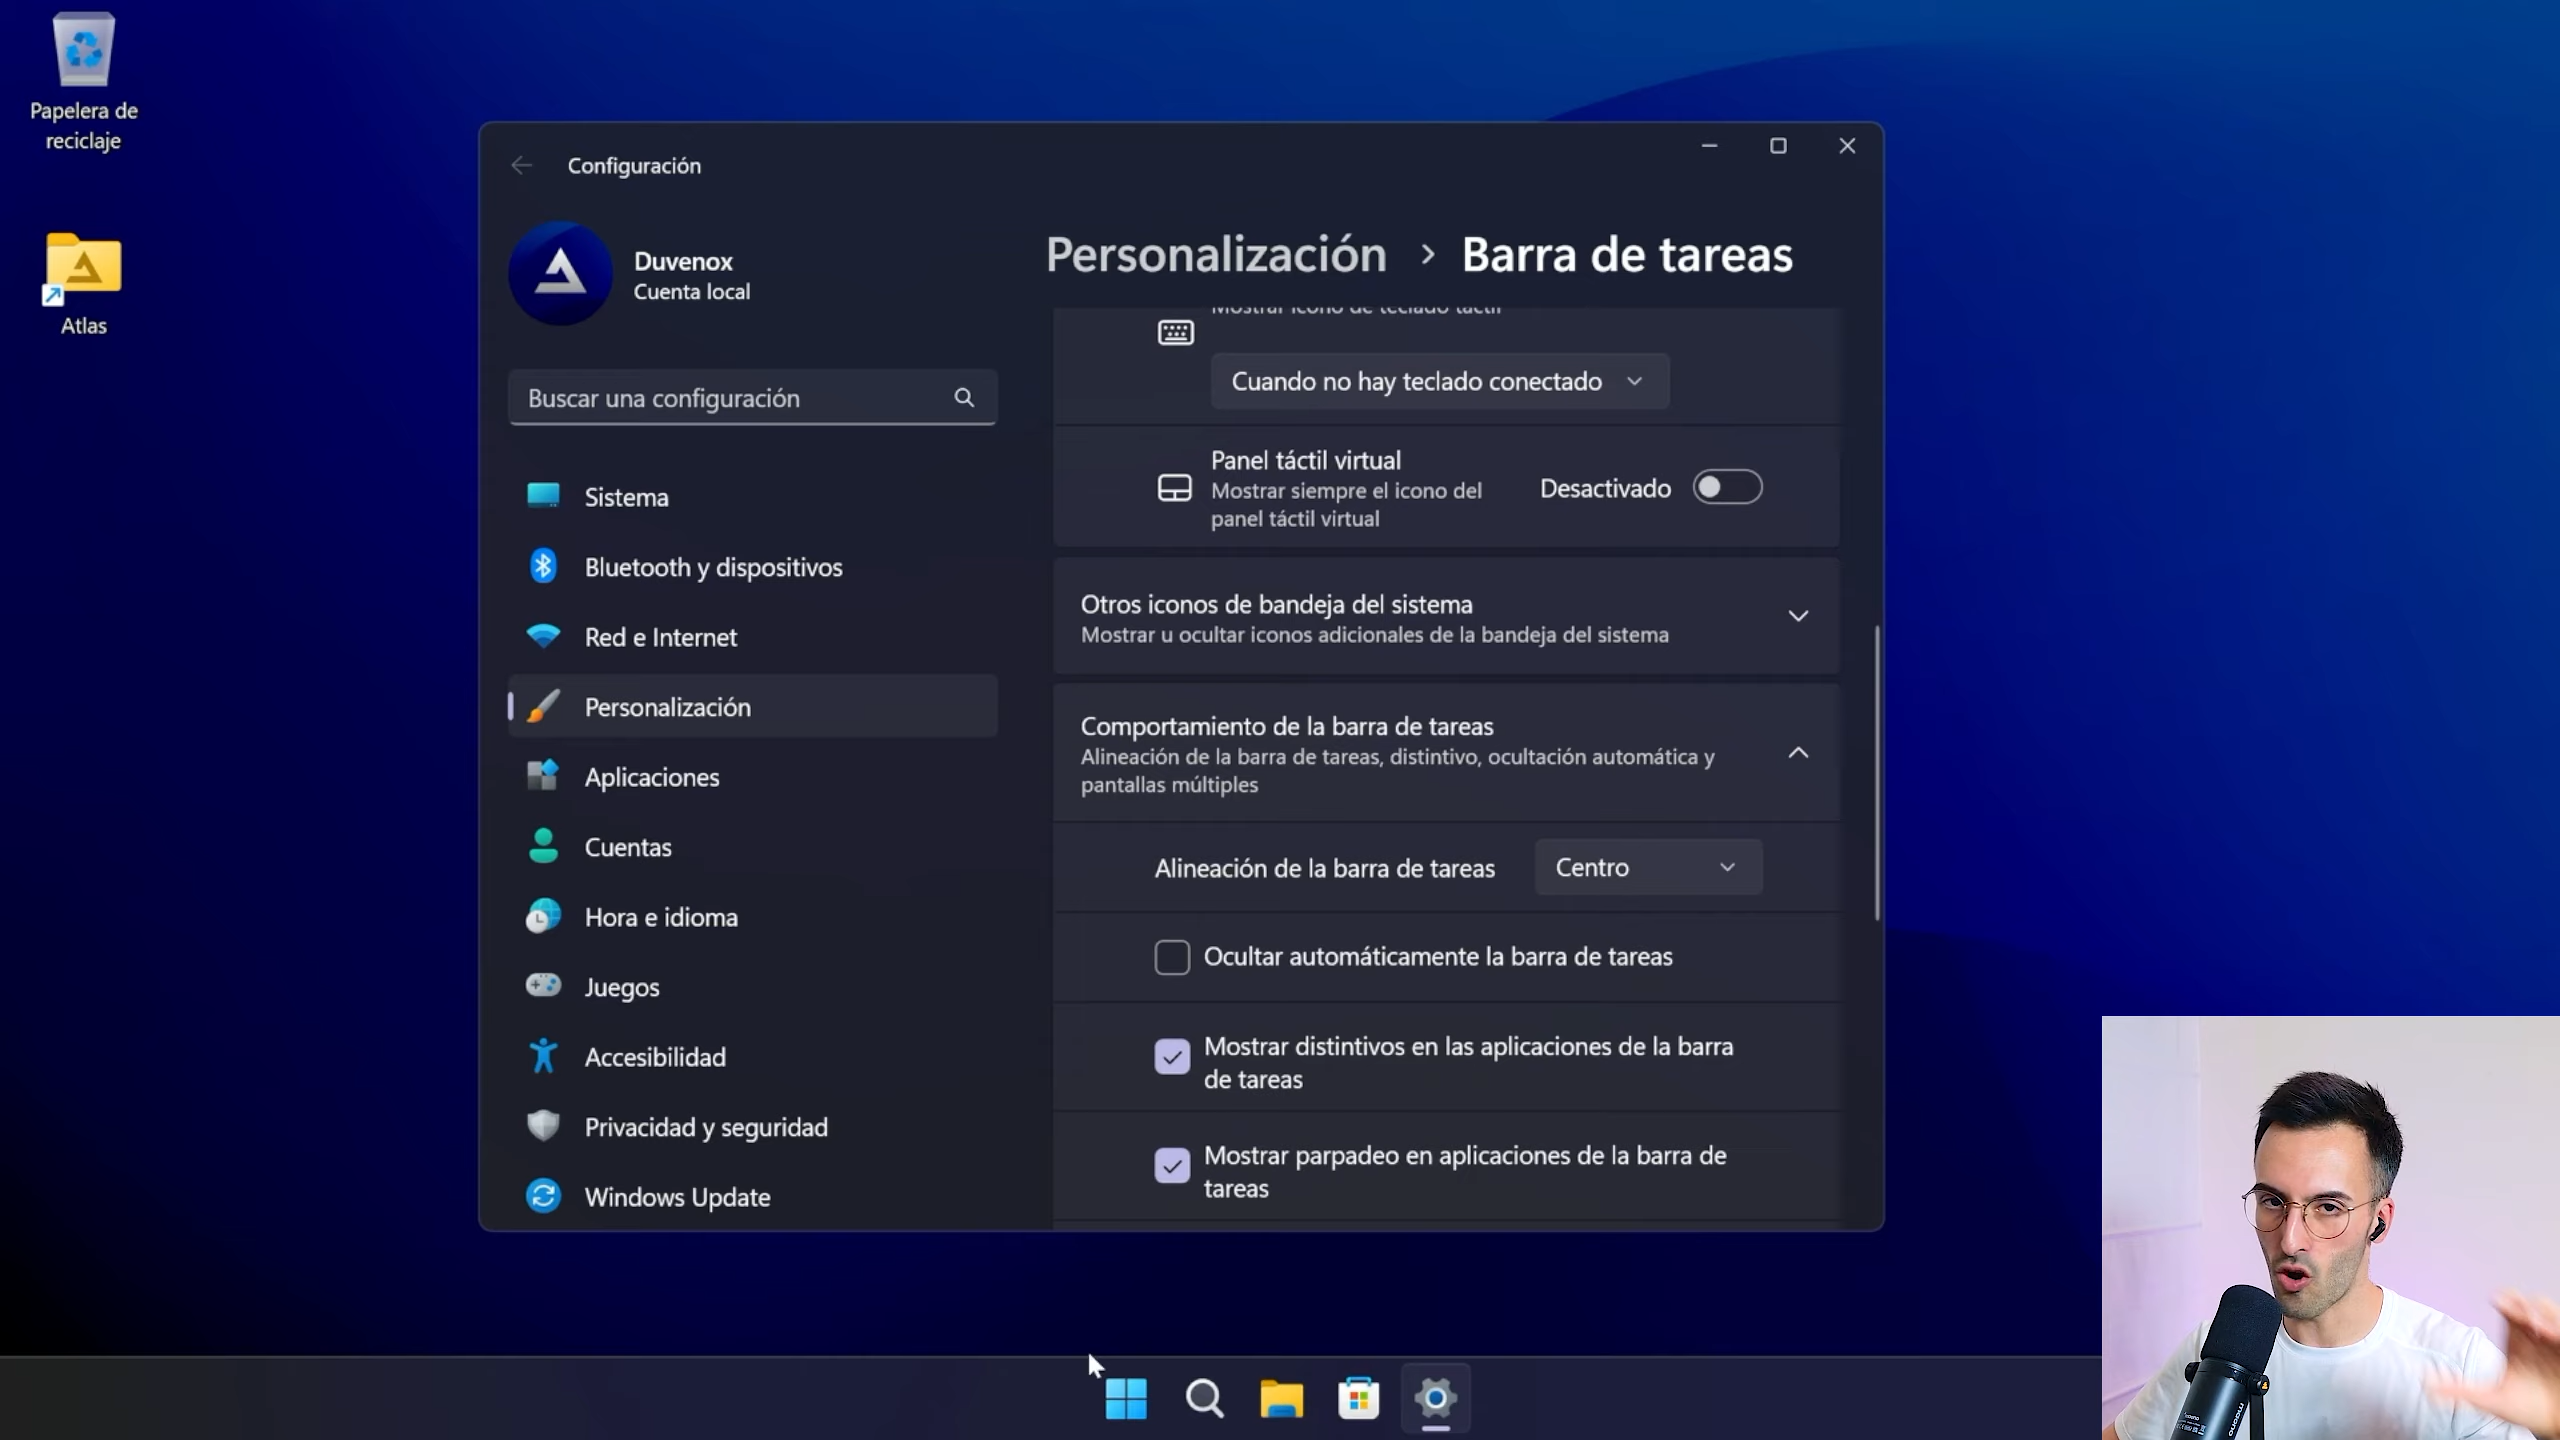 Papelera de
reciclaje
Atlas
Configuración
Duvenox
Cuenta local
Buscar una configuración
Sistema
Bluetooth y dispositivos
Red e Internet
Personalización
Aplicaciones
Cuentas
Hora e idioma
Juegos
Accesibilidad
Privacidad y seguridad
Windows Update
Personalización > Barra de tareas
Mostrar icono de teclado táctil
Cuando no hay teclado conectado
Panel táctil virtual
Mostrar siempre el icono del
panel táctil virtual
Desactivado
Otros iconos de bandeja del sistema
Mostrar u ocultar iconos adicionales de la bandeja del sistema
Comportamiento de la barra de tareas
Alineación de la barra de tareas, distintivo, ocultación automática y
pantallas múltiples
Alineación de la barra de tareas
Centro
Ocultar automáticamente la barra de tareas
Mostrar distintivos en las aplicaciones de la barra
de tareas
Mostrar parpadeo en aplicaciones de la barra de
tareas